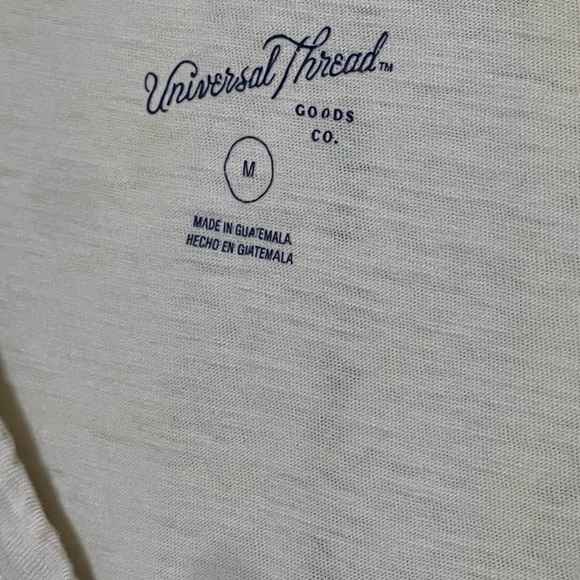 Universal Thread™
GOODS
CO.
M
MADE IN GUATEMALA
HECHO EN GUATEMALA